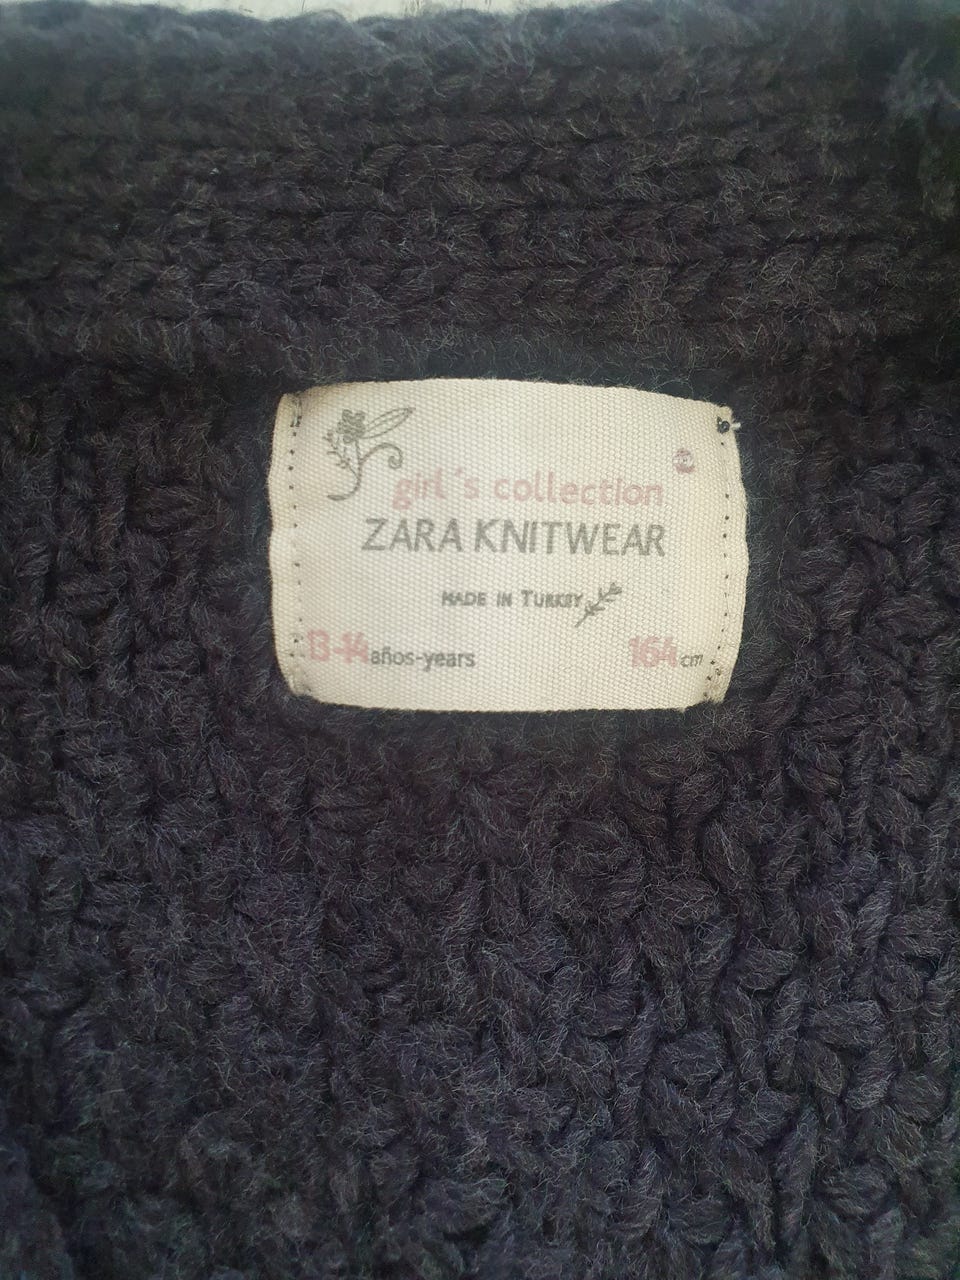 girl´s collection
ZARA KNITWEAR
MADE IN TURKEY
13-14 años-years 164 cm